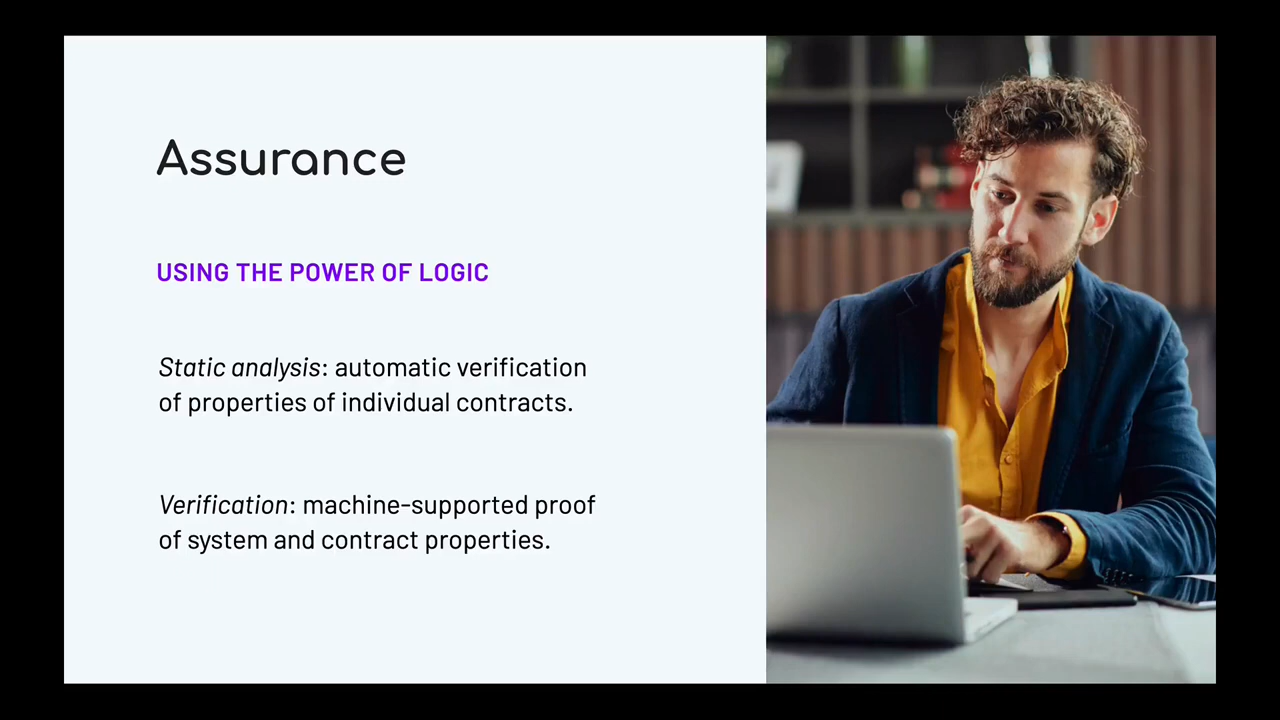 Assurance
USING THE POWER OF LOGIC
Static analysis: automatic verification
of properties of individual contracts.
Verification: machine-supported proof
of system and contract properties.